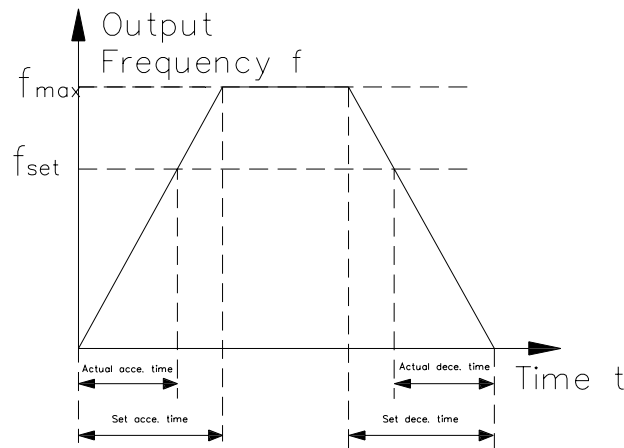 Output
Frequency f
fmax
fset
Actual acce. time
Actual dece. time
Time t
Set acce. time
Set dece. time